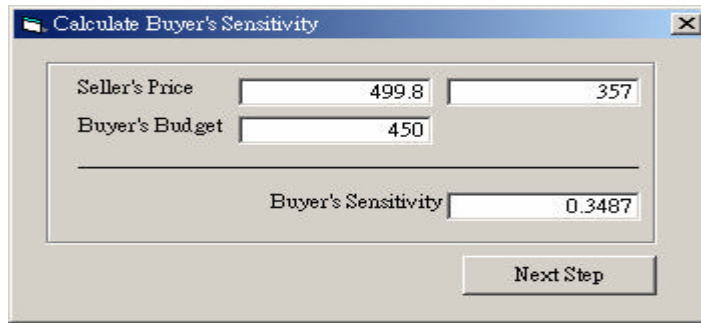 Calculate Buyer's Sensitivity
Seller's Price 499.8 357
Buyer's Budget 450
Buyer's Sensitivity 0.3487
Next Step